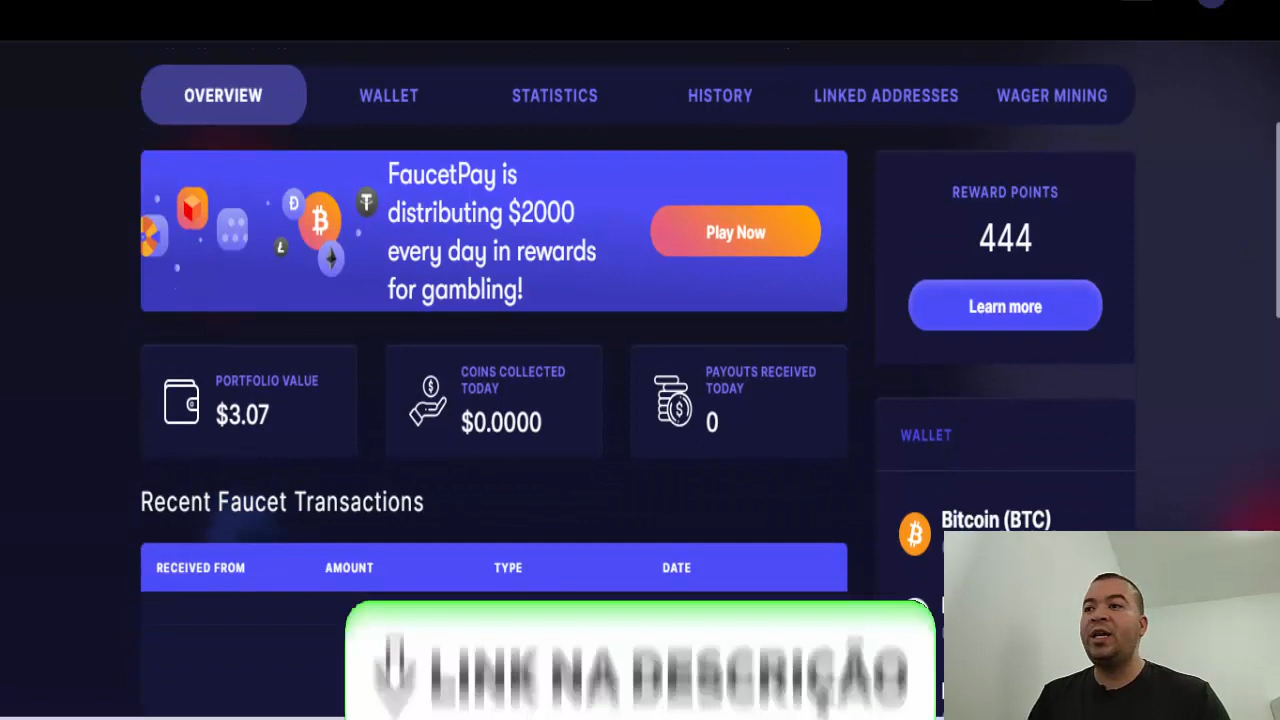 OVERVIEW
WALLET
STATISTICS
HISTORY
LINKED ADDRESSES
WAGER MINING
FaucetPay is
distributing $2000
every day in rewards
for gambling!
Play Now
REWARD POINTS
444
Learn more
PORTFOLIO VALUE
$3.07
COINS COLLECTED
TODAY
$0.0000
PAYOUTS RECEIVED
TODAY
0
WALLET
Bitcoin (BTC)
Recent Faucet Transactions
RECEIVED FROM
AMOUNT
TYPE
DATE
LINK NA DESCRIÇÃO